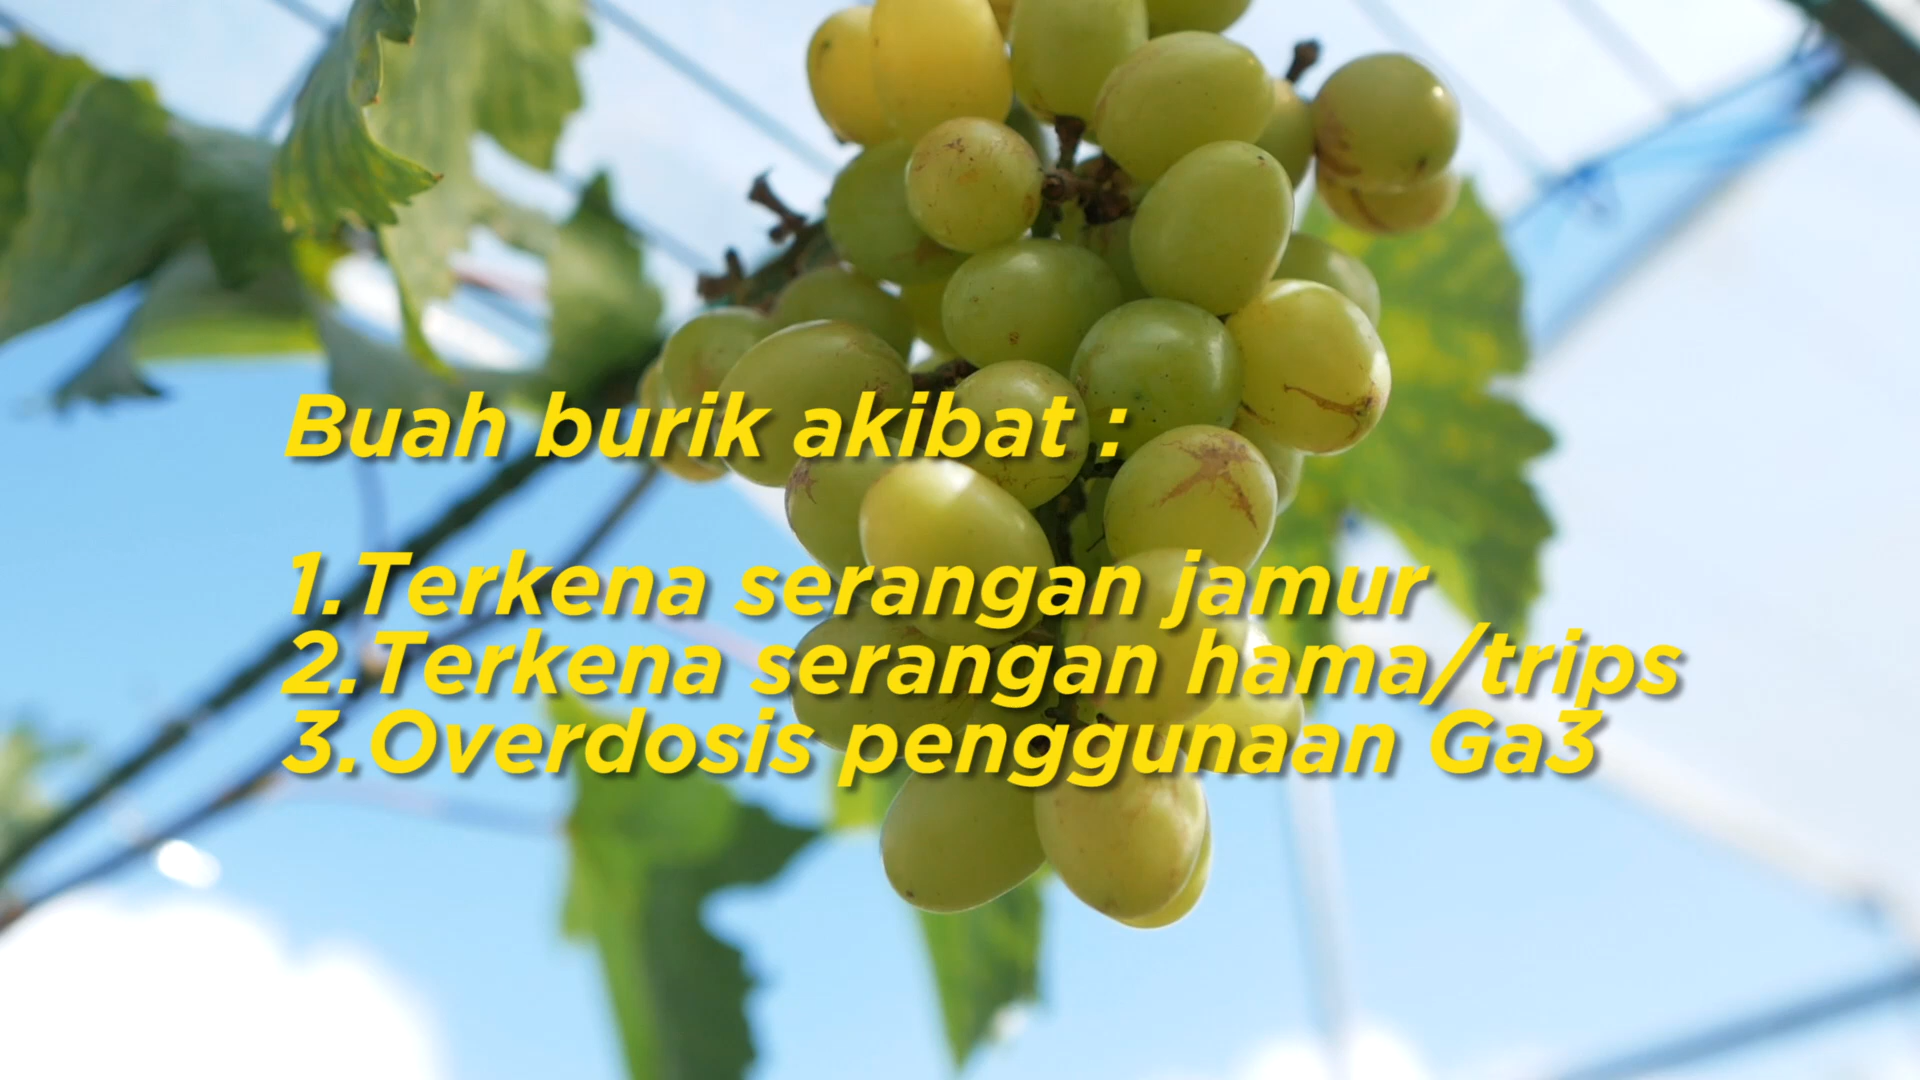 Buah burik akibat :
1.Terkena serangan jamur
2.Terkena serangan hama/trips
3.Overdosis penggunaan Ga3